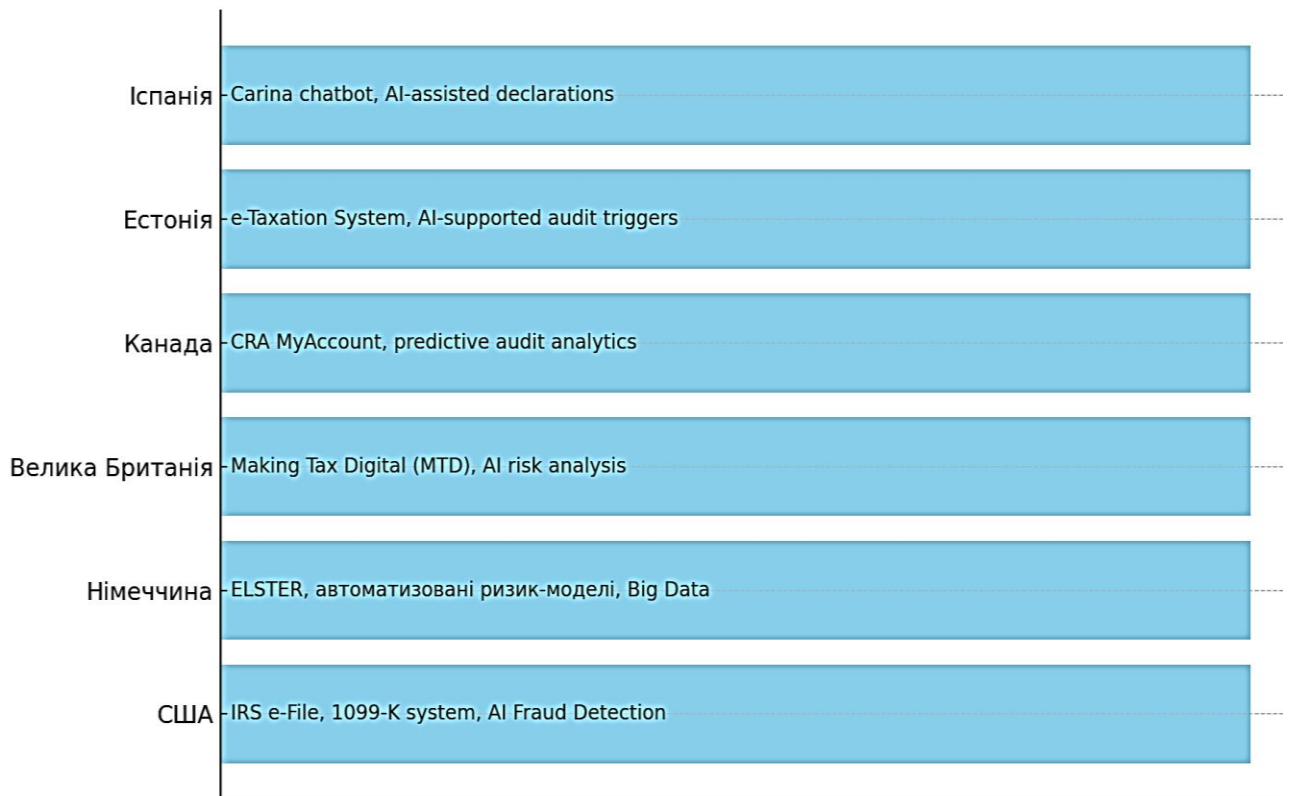 Іспанія Carina chatbot, AI-assisted declarations
Естонія e-Taxation System, AI-supported audit triggers
Канада CRA MyAccount, predictive audit analytics
Велика Британія Making Tax Digital (MTD), AI risk analysis
Німеччина ELSTER, автоматизовані ризик-моделі, Big Data
США IRS e-File, 1099-K system, AI Fraud Detection